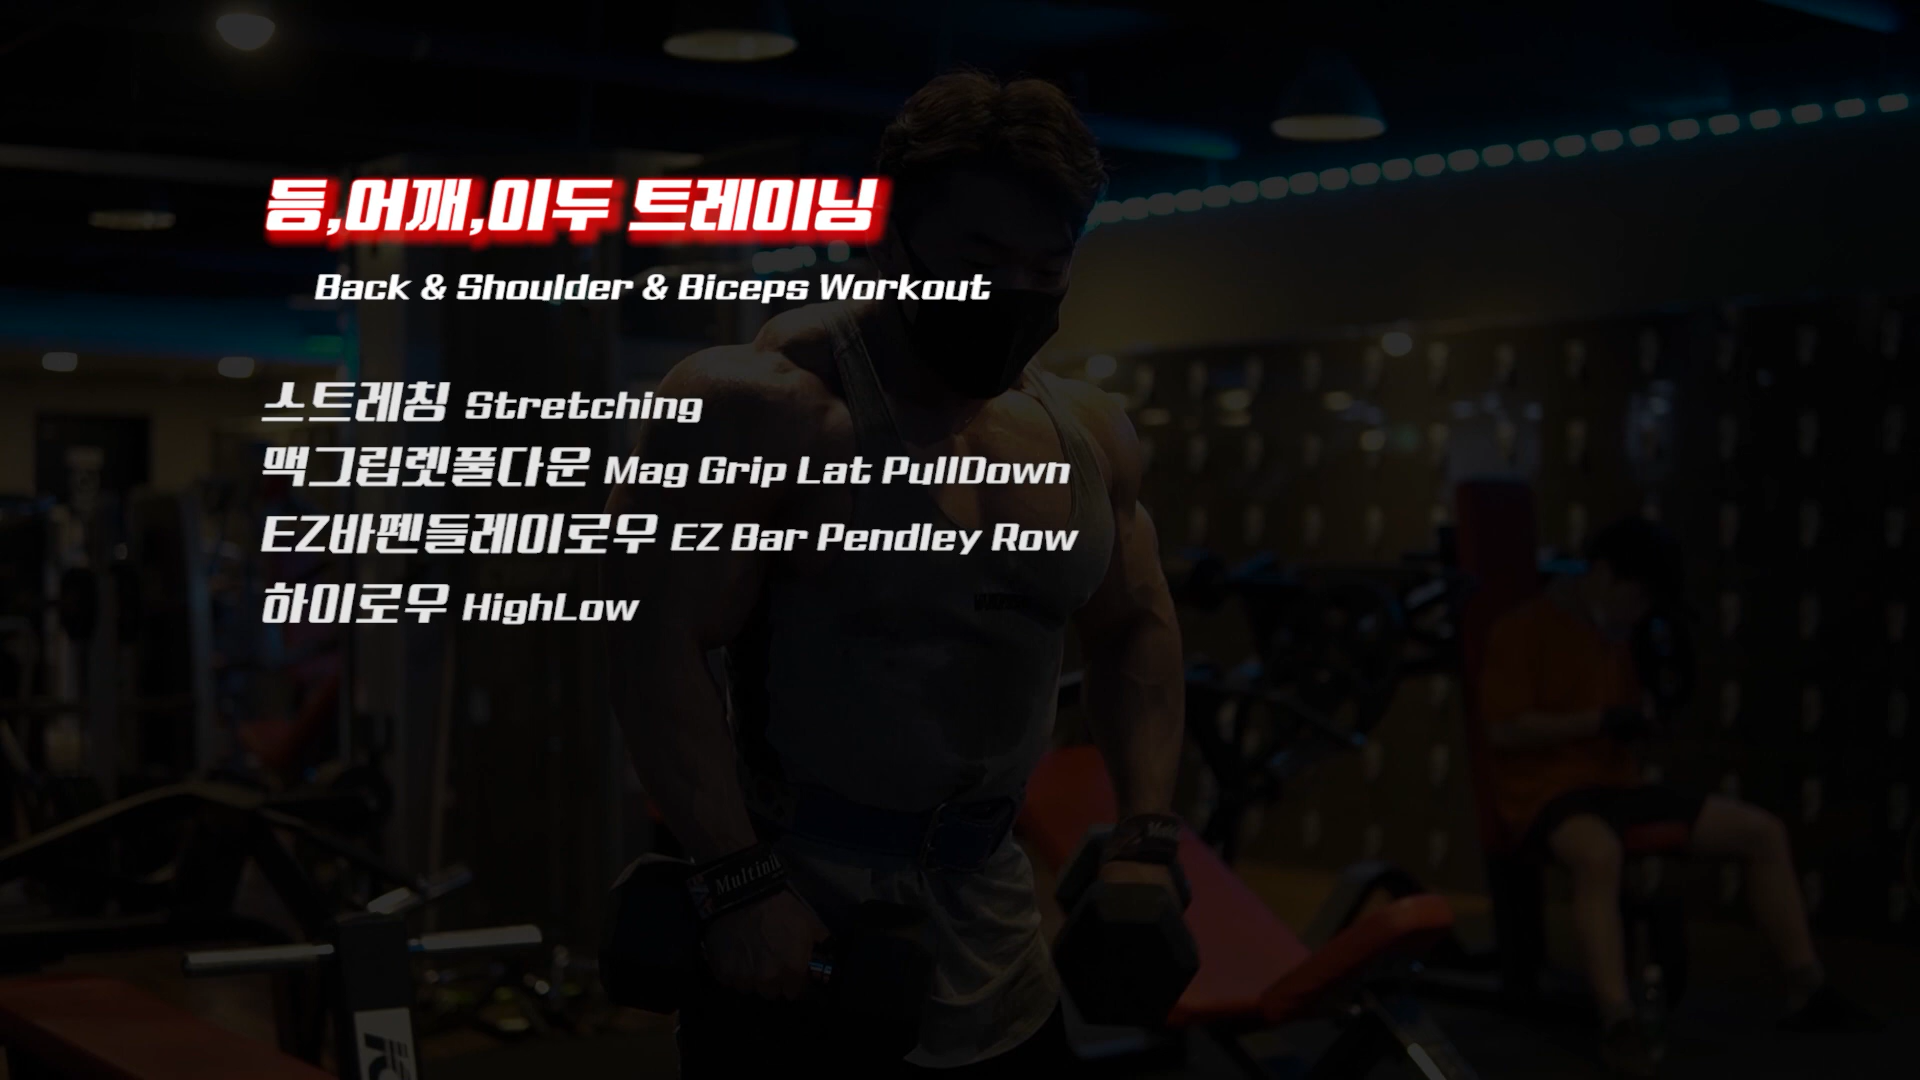 등,어깨,이두 트레이닝
Back & Shoulder & Biceps Workout
스트레칭 Stretching
맥그립렛풀다운 Mag Grip Lat PullDown
EZ바펜들레이로우 EZ Bar Pendley Row
하이로우 HighLow
Multinik